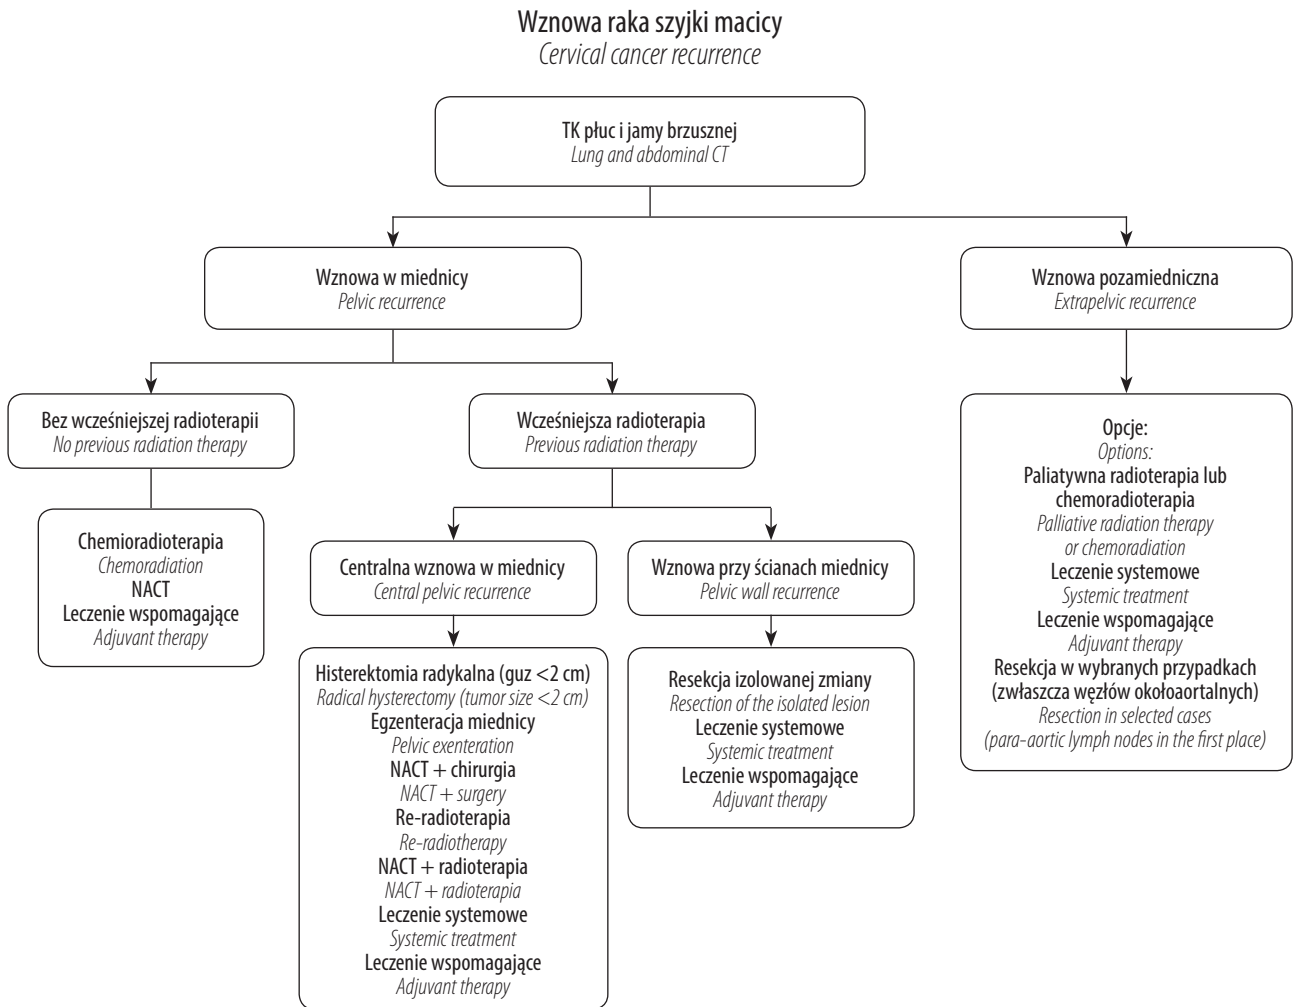 Wznowa raka szyjki macicy
Cervical cancer recurrence
TK płuc i jamy brzusznej
Lung and abdominal CT
Wznowa w miednicy
Pelvic recurrence
Wznowa pozamiedniczna
Extrapelvic recurrence
Bez wcześniejszej radioterapii
No previous radiation therapy
Wcześniejsza radioterapia
Previous radiation therapy
Opcje:
Options:
Paliatywna radioterapia lub
chemoradioterapia
Palliative radiation therapy
or chemoradiation
Leczenie systemowe
Systemic treatment
Leczenie wspomagające
Adjuvant therapy
Resekcja w wybranych przypadkach
(zwłaszcza węzłów okołoaortalnych)
Resection in selected cases
(para-aortic lymph nodes in the first place)
Chemioradioterapia
Chemoradiation
NACT
Leczenie wspomagające
Adjuvant therapy
Centralna wznowa w miednicy
Central pelvic recurrence
Wznowa przy ścianach miednicy
Pelvic wall recurrence
Histerektomia radykalna (guz <2 cm)
Radical hysterectomy (tumor size <2 cm)
Egzenteracja miednicy
Pelvic exenteration
NACT + chirurgia
NACT + surgery
Re-radioterapia
Re-radiotherapy
NACT + radioterapia
NACT + radioterapia
Leczenie systemowe
Systemic treatment
Leczenie wspomagające
Adjuvant therapy
Resekcja izolowanej zmiany
Resection of the isolated lesion
Leczenie systemowe
Systemic treatment
Leczenie wspomagające
Adjuvant therapy